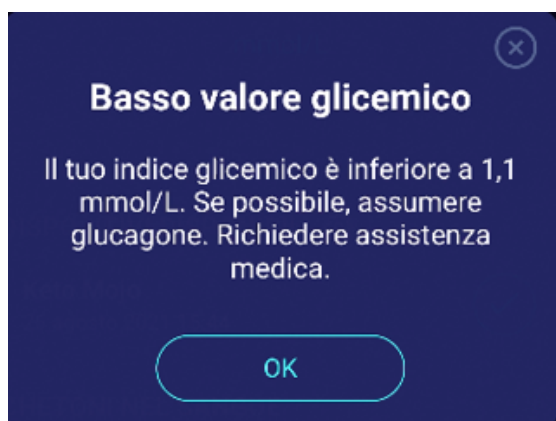 Basso valore glicemico
Il tuo indice glicemico è inferiore a 1,1
mmol/L. Se possibile, assumere
glucagone. Richiedere assistenza
medica.
OK